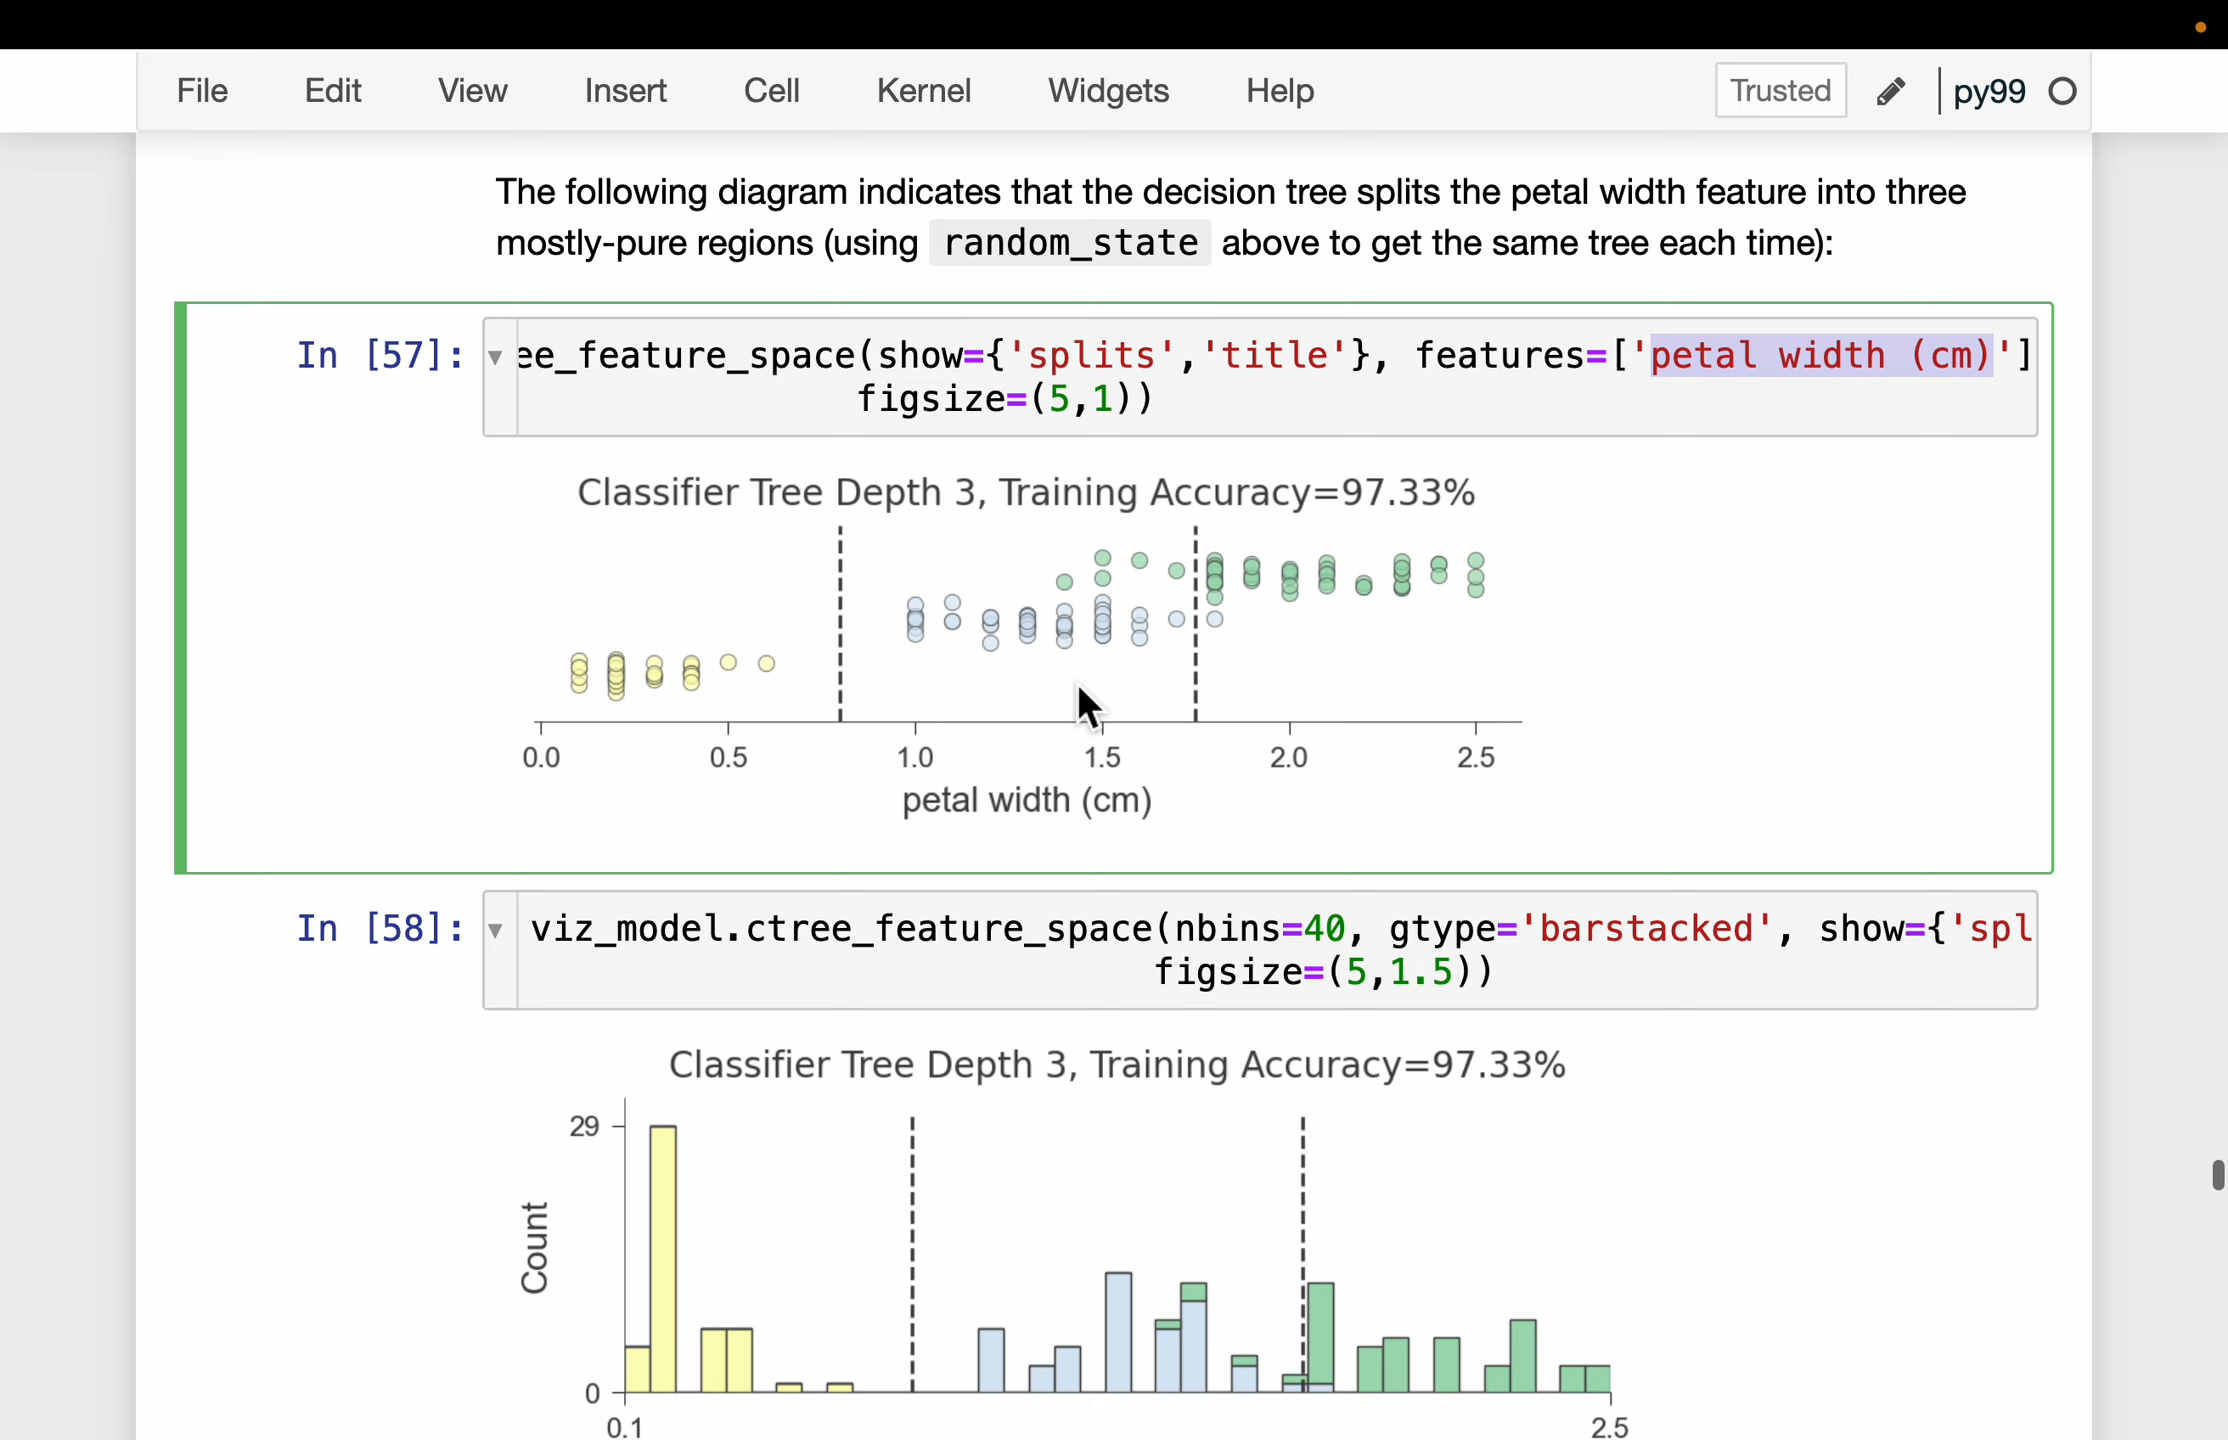 File Edit View Insert Cell Kernel Widgets Help Trusted py99
The following diagram indicates that the decision tree splits the petal width feature into three
mostly-pure regions (using random_state above to get the same tree each time):
In [57]: ee_feature_space(show={'splits','title'}, features=['petal width (cm)']
figsize=(5,1))
Classifier Tree Depth 3, Training Accuracy=97.33%
0.0 0.5 1.0 1.5 2.0 2.5
petal width (cm)
In [58]: viz_model.ctree_feature_space(nbins=40, gtype='barstacked', show={'spl
figsize=(5,1.5))
Classifier Tree Depth 3, Training Accuracy=97.33%
29
Count
0
0.1 2.5